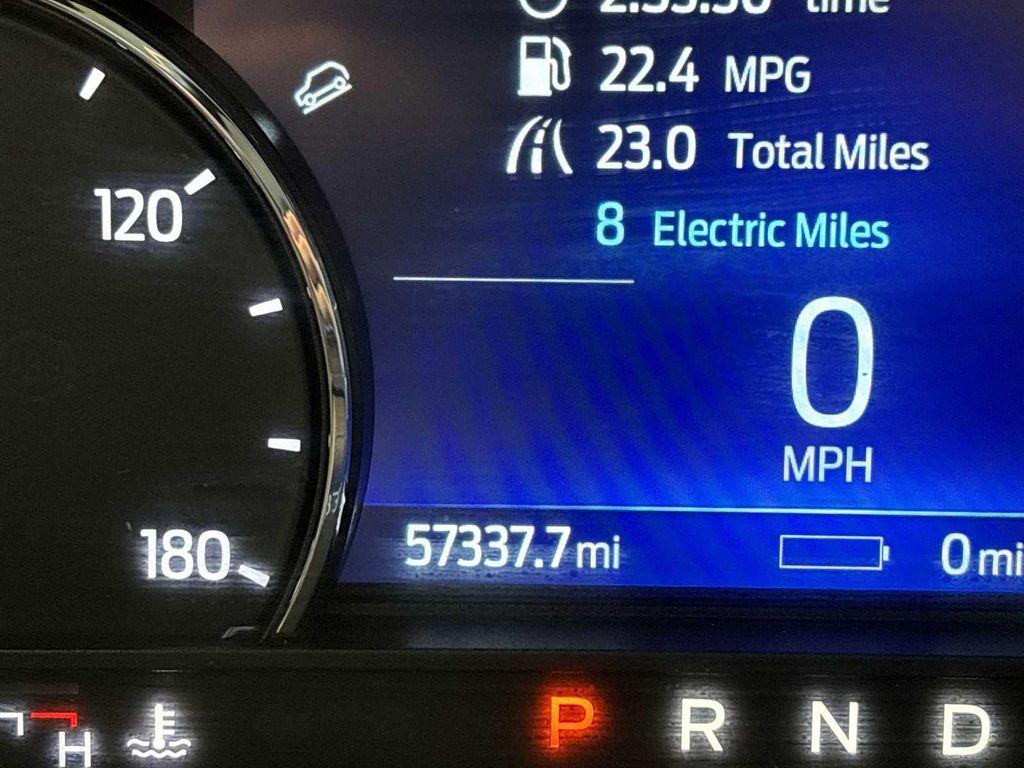 time
22.4 MPG
23.0 Total Miles
8 Electric Miles
120
0
MPH
180
57337.7 mi
0 mi
H
P R N D